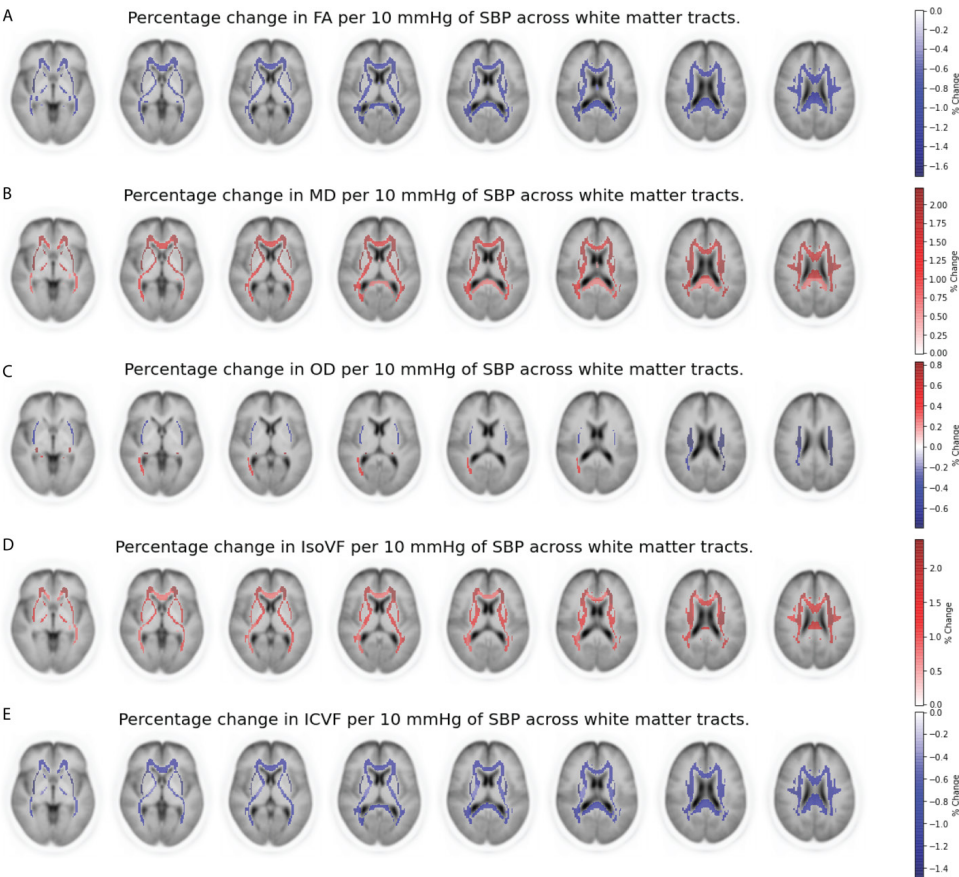 A
Percentage change in FA per 10 mmHg of SBP across white matter tracts.
0.0
−0.2
−0.4
−0.6
−0.8
−1.0
−1.2
−1.4
−1.6
% Change
B
Percentage change in MD per 10 mmHg of SBP across white matter tracts.
2.00
1.75
1.50
1.25
1.00
0.75
0.50
0.25
0.00
% Change
C
Percentage change in OD per 10 mmHg of SBP across white matter tracts.
0.8
0.6
0.4
0.2
0.0
−0.2
−0.4
−0.6
% Change
D
Percentage change in IsoVF per 10 mmHg of SBP across white matter tracts.
2.0
1.5
1.0
0.5
0.0
% Change
E
Percentage change in ICVF per 10 mmHg of SBP across white matter tracts.
0.0
−0.2
−0.4
−0.6
−0.8
−1.0
−1.2
−1.4
% Change